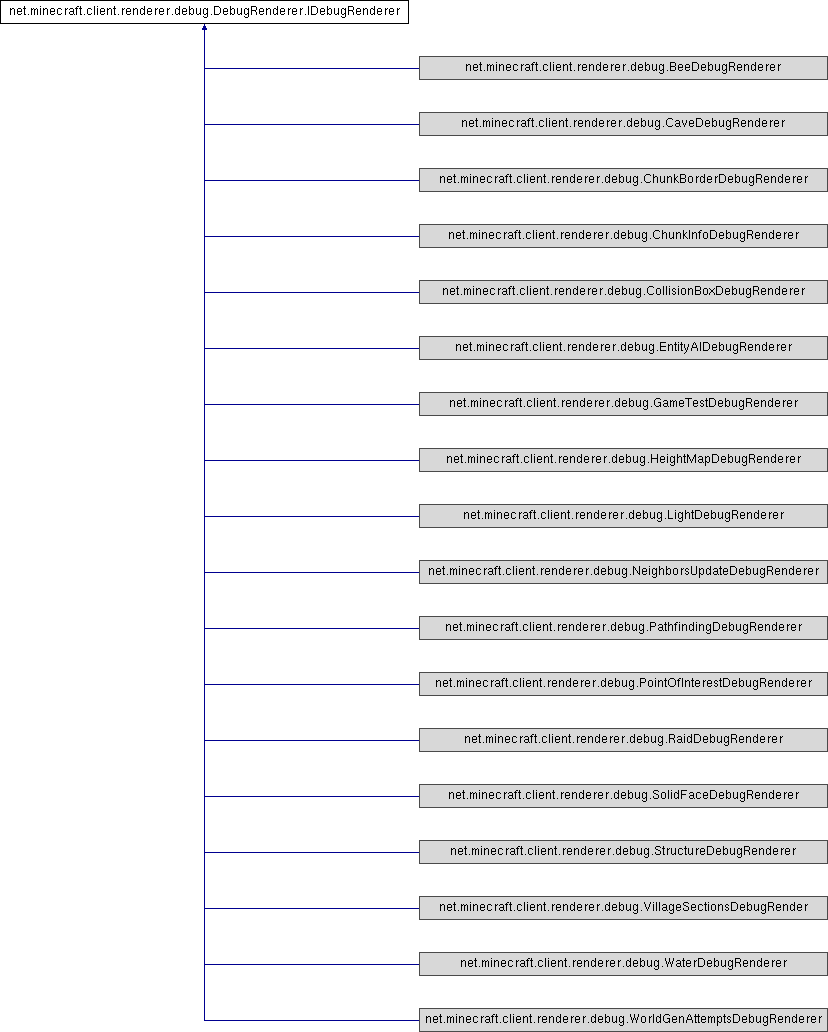 net.minecraft.client.renderer.debug.DebugRenderer.IDebugRenderer
net.minecraft.client.renderer.debug.BeeDebugRenderer
net.minecraft.client.renderer.debug.CaveDebugRenderer
net.minecraft.client.renderer.debug.ChunkBorderDebugRenderer
net.minecraft.client.renderer.debug.ChunkInfoDebugRenderer
net.minecraft.client.renderer.debug.CollisionBoxDebugRenderer
net.minecraft.client.renderer.debug.EntityAIDebugRenderer
net.minecraft.client.renderer.debug.GameTestDebugRenderer
net.minecraft.client.renderer.debug.HeightMapDebugRenderer
net.minecraft.client.renderer.debug.LightDebugRenderer
net.minecraft.client.renderer.debug.NeighborsUpdateDebugRenderer
net.minecraft.client.renderer.debug.PathfindingDebugRenderer
net.minecraft.client.renderer.debug.PointOfInterestDebugRenderer
net.minecraft.client.renderer.debug.RaidDebugRenderer
net.minecraft.client.renderer.debug.SolidFaceDebugRenderer
net.minecraft.client.renderer.debug.StructureDebugRenderer
net.minecraft.client.renderer.debug.VillageSectionsDebugRender
net.minecraft.client.renderer.debug.WaterDebugRenderer
net.minecraft.client.renderer.debug.WorldGenAttemptsDebugRenderer